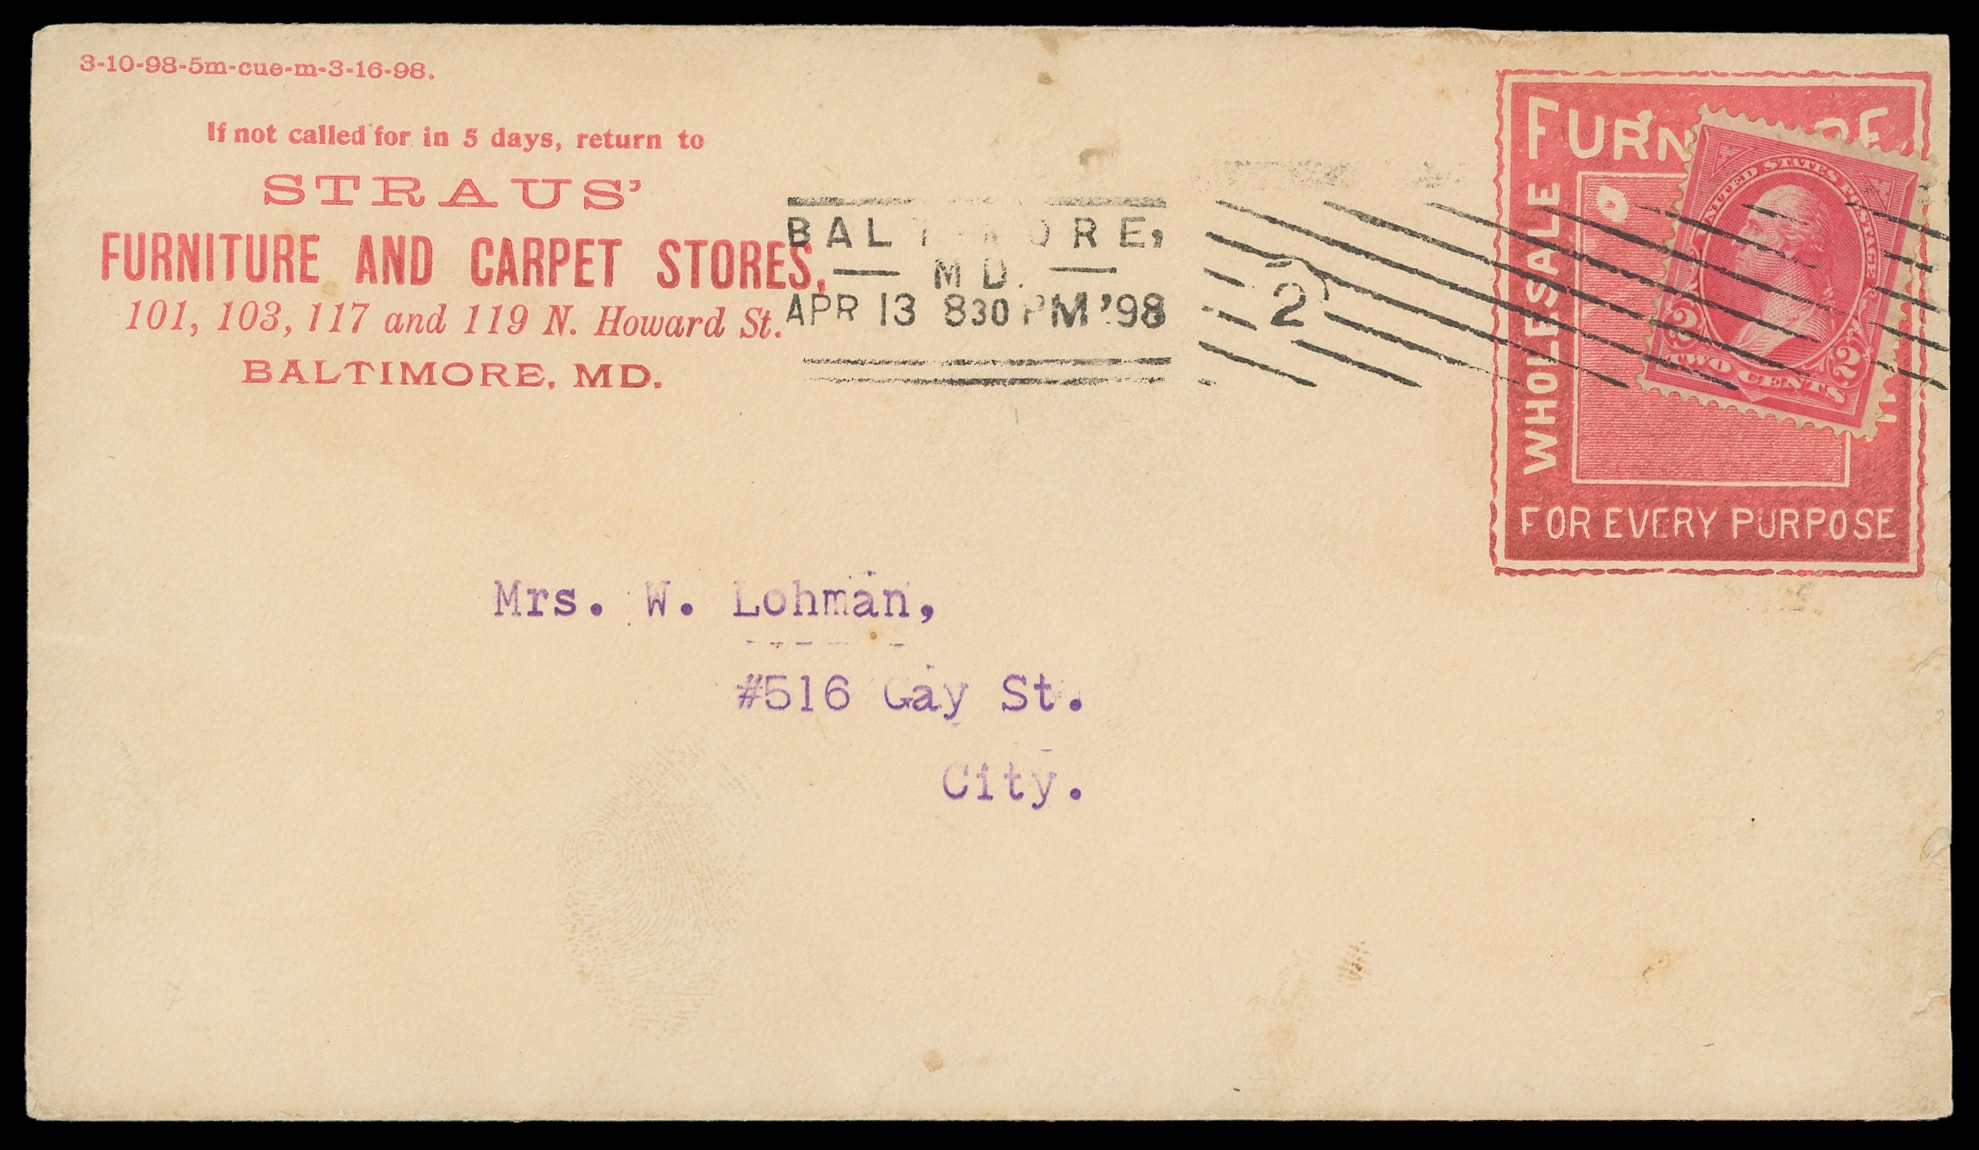 3-10-98-5m-cue-m-3-16-98.
If not called for in 5 days, return to
STRAUS'
FURNITURE AND CARPET STORES,
101, 103, 117 and 119 N. Howard St.
BALTIMORE, MD.
BALTIMORE,
MD.
APR 13 830 PM '98
2
FURNITURE
WHOLESALE
FOR EVERY PURPOSE
UNITED STATES POSTAGE
2 2
TWO CENTS
Mrs. W. Lohman,
#516 Gay St.
City.